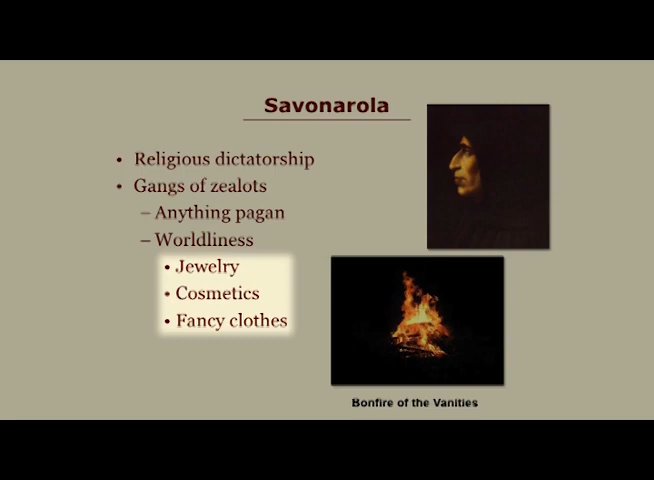 Savonarola
• Religious dictatorship
• Gangs of zealots
– Anything pagan
– Worldliness
• Jewelry
• Cosmetics
• Fancy clothes
Bonfire of the Vanities